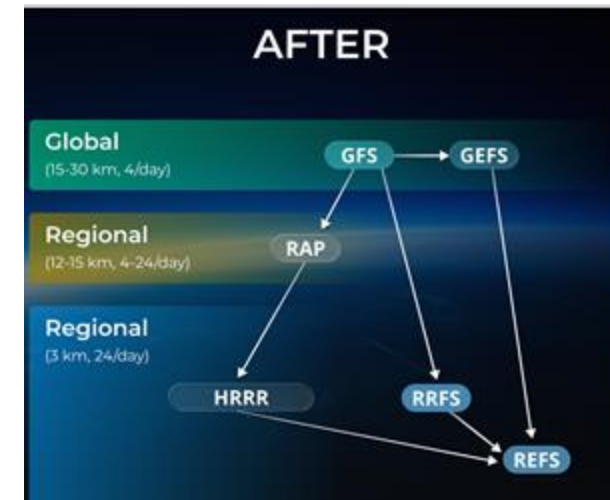 AFTER
Global
(15-30 km, 4/day)
GFS
GEFS
Regional
(12-15 km, 4-24/day)
RAP
Regional
(3 km, 24/day)
HRRR
RRFS
REFS